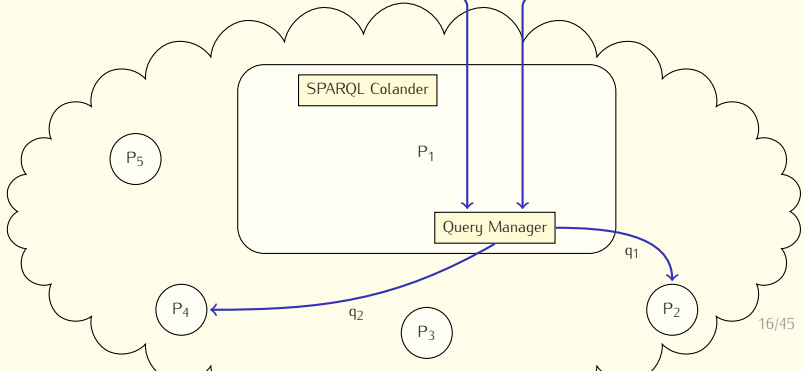 SPARQL Colander
P1
P5
Query Manager
q1
P4
q2
P3
P2
16/45